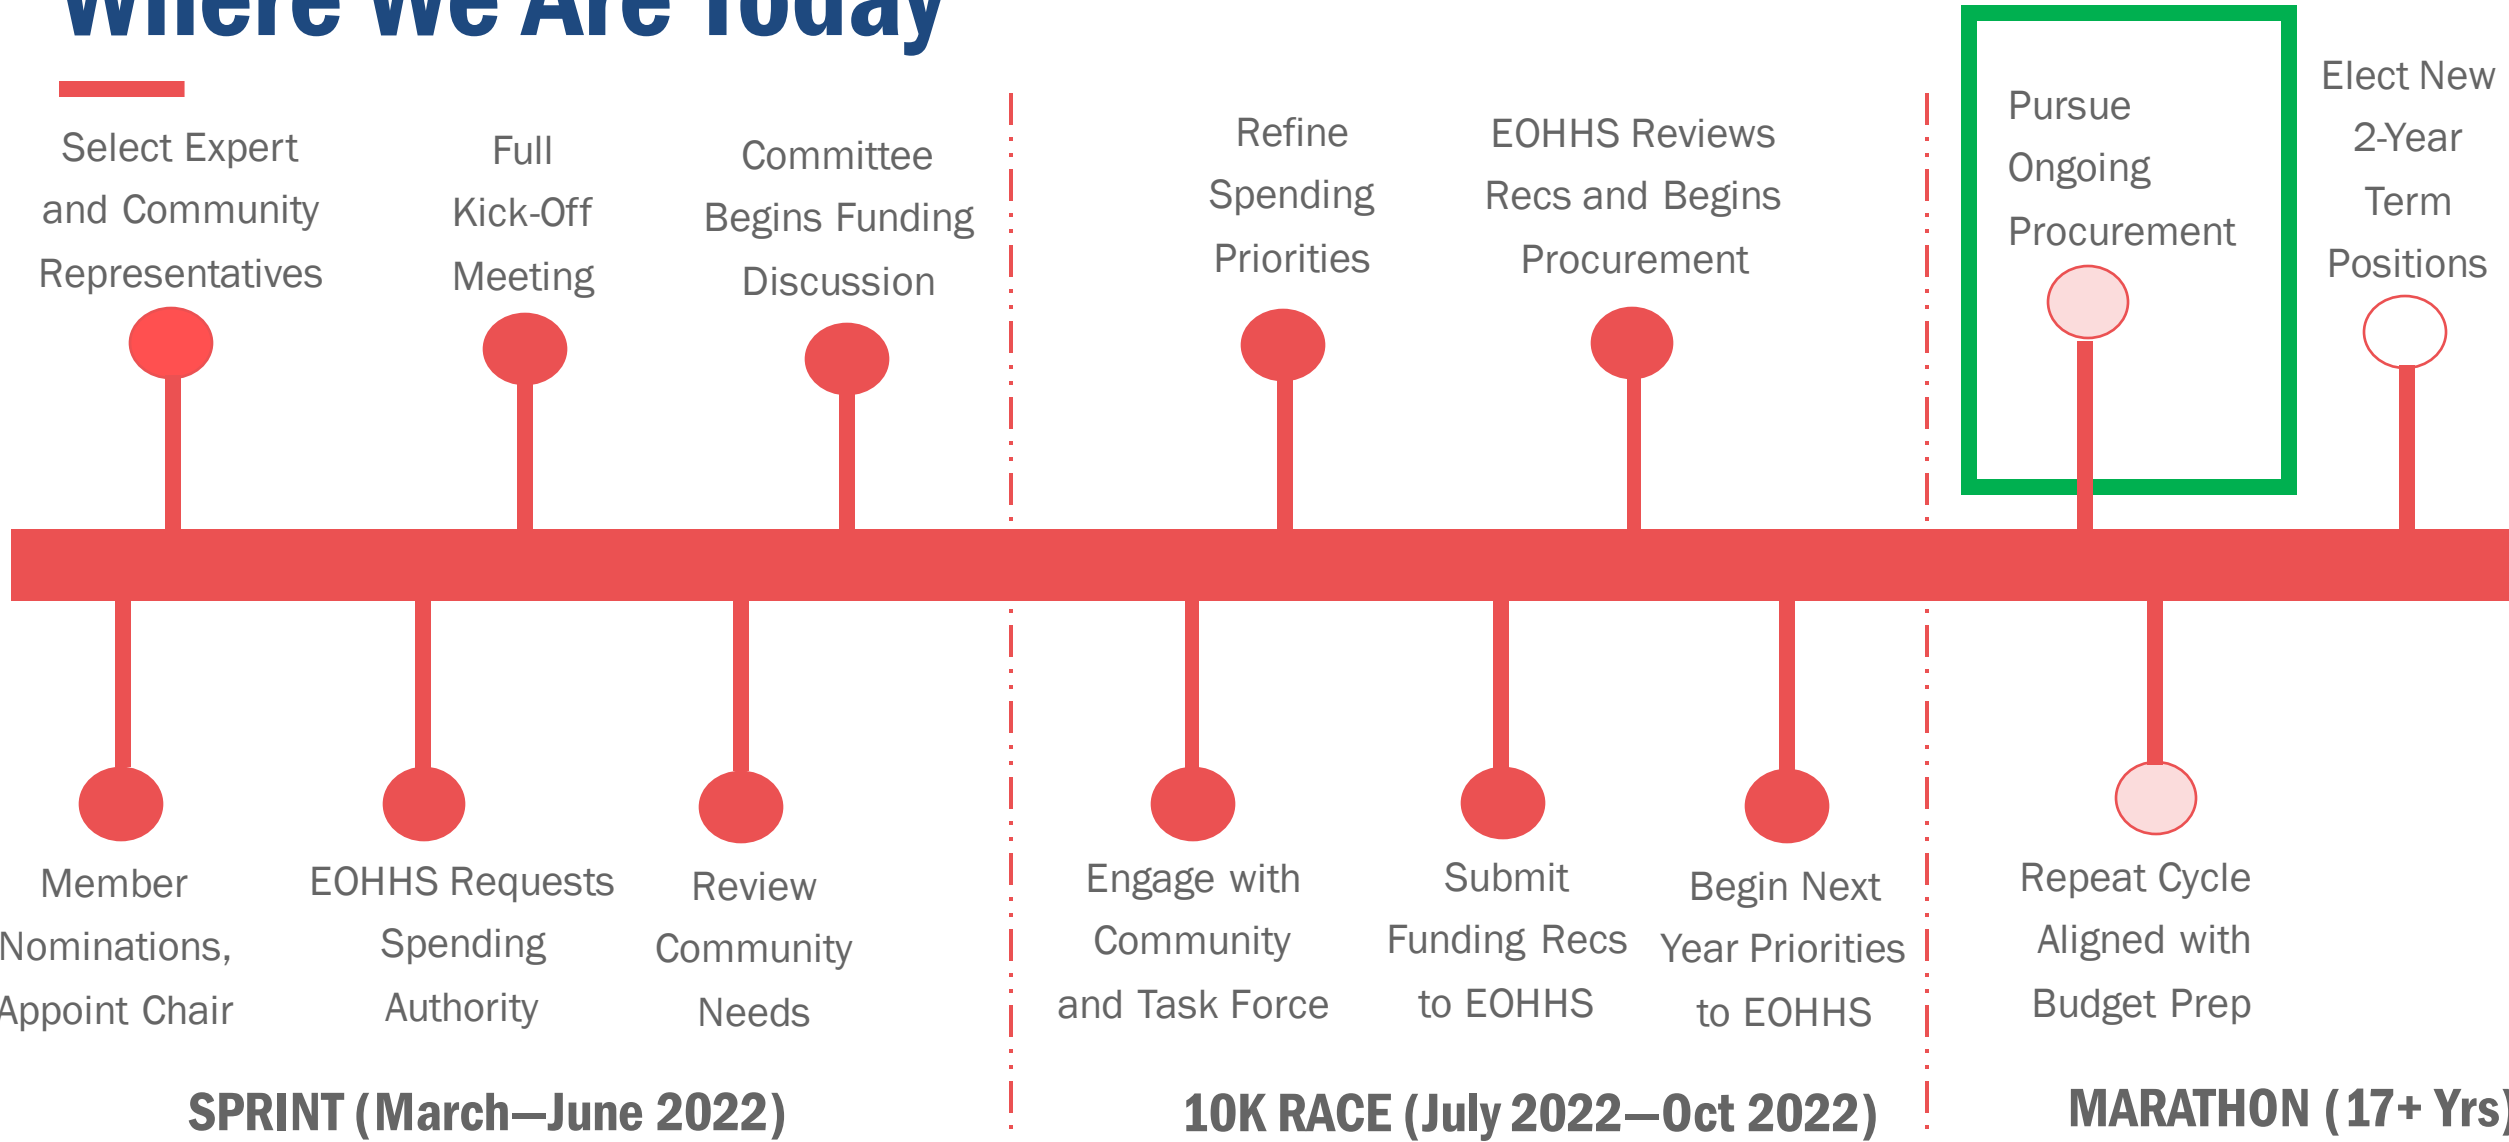 Where We Are Today
Select Expert
and Community
Representatives
Full
Kick-Off
Meeting
Committee
Begins Funding
Discussion
Refine
Spending
Priorities
EOHHS Reviews
Recs and Begins
Procurement
Pursue
Ongoing
Procurement
Elect New
2-Year
Term
Positions
Member
Nominations,
Appoint Chair
EOHHS Requests
Spending
Authority
Review
Community
Needs
Engage with
Community
and Task Force
Submit
Funding Recs
to EOHHS
Begin Next
Year Priorities
to EOHHS
Repeat Cycle
Aligned with
Budget Prep
SPRINT (March—June 2022)
10K RACE (July 2022—Oct 2022)
MARATHON (17+ Yrs)